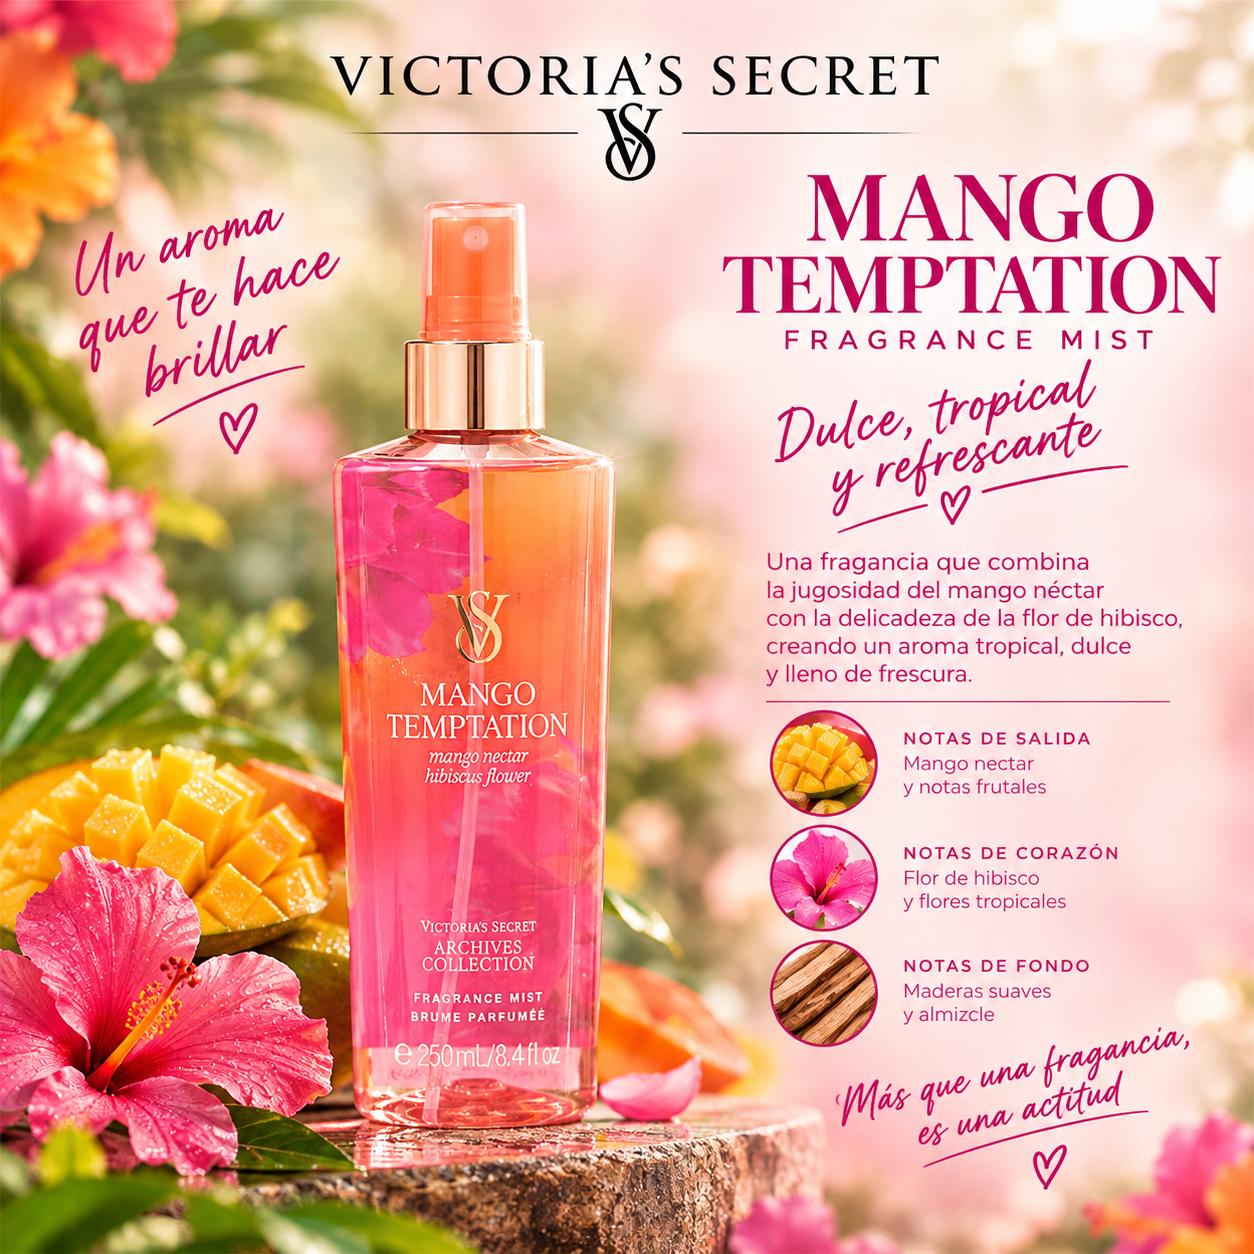 VICTORIA'S SECRET
VS
Un aroma
que te hace
brillar
MANGO
TEMPTATION
FRAGRANCE MIST
Dulce, tropical
y refrescante
Una fragancia que combina
la jugosidad del mango néctar
con la delicadeza de la flor de hibisco,
creando un aroma tropical, dulce
y lleno de frescura.
NOTAS DE SALIDA
Mango nectar
y notas frutales
NOTAS DE CORAZÓN
Flor de hibisco
y flores tropicales
NOTAS DE FONDO
Maderas suaves
y almizcle
'Más que una fragancia,
es una actitud
VS
MANGO
TEMPTATION
mango nectar
hibiscus flower
VICTORIA'S SECRET
ARCHIVES
COLLECTION
FRAGRANCE MIST
BRUME PARFUMÉÉ
e 250 mL/8.4 fl oz